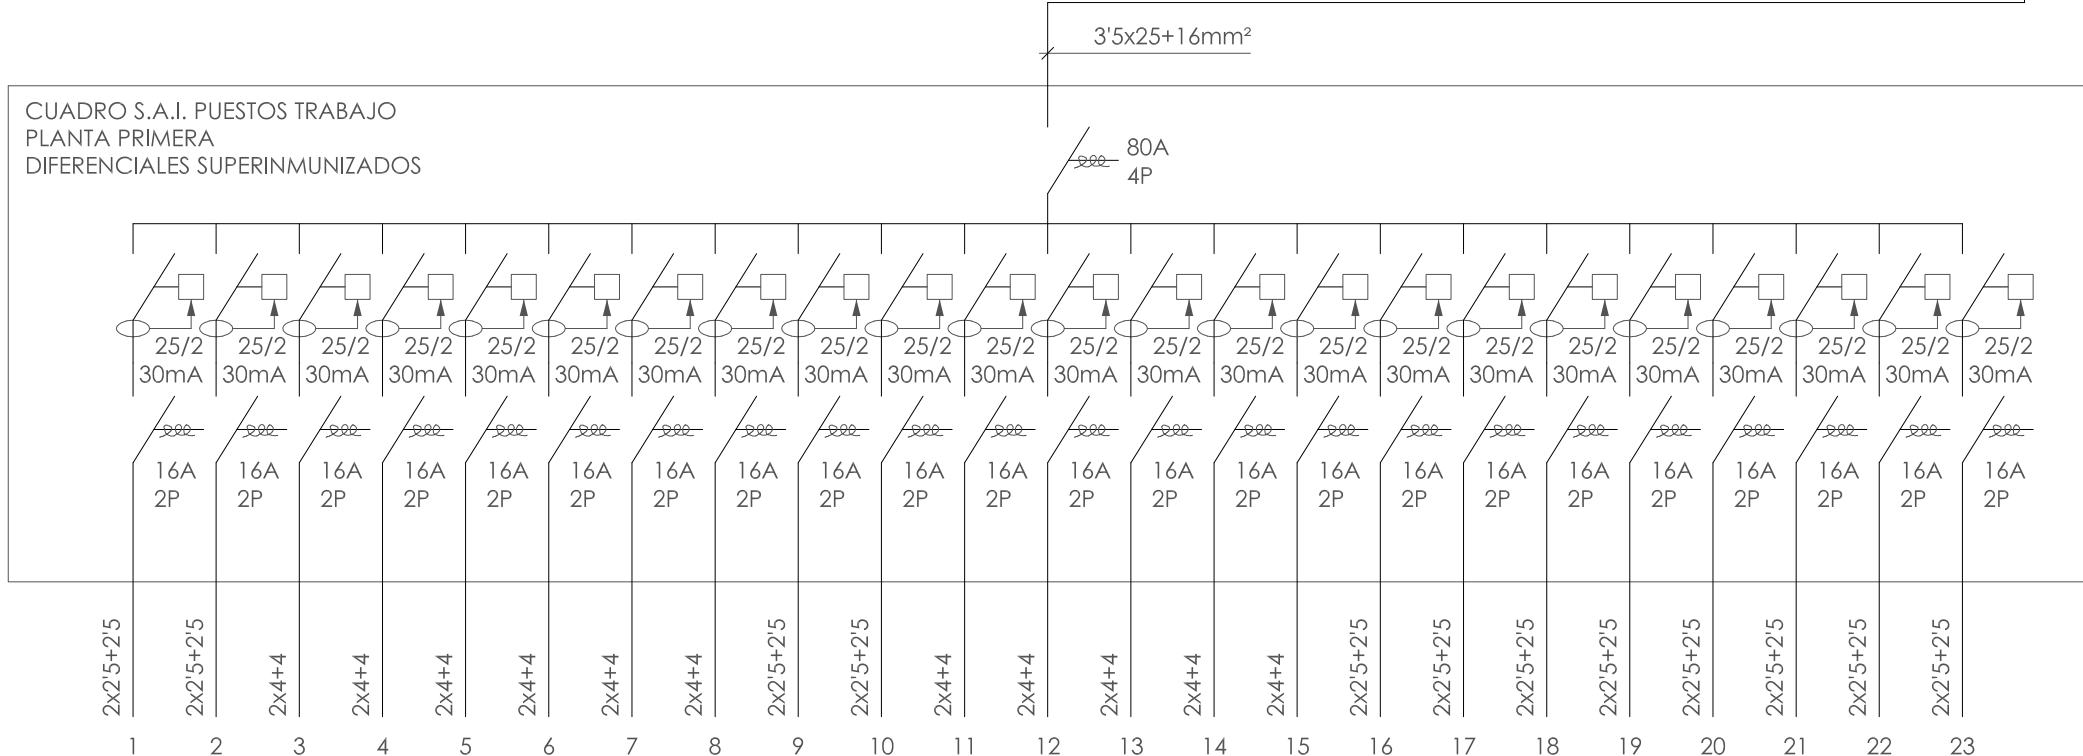 3'5x25+16mm²
CUADRO S.A.I. PUESTOS TRABAJO
PLANTA PRIMERA
DIFERENCIALES SUPERINMUNIZADOS
80A
4P
25/2 25/2 25/2 25/2 25/2 25/2 25/2 25/2 25/2 25/2 25/2 25/2 25/2 25/2 25/2 25/2 25/2 25/2 25/2 25/2 25/2 25/2 25/2
30mA 30mA 30mA 30mA 30mA 30mA 30mA 30mA 30mA 30mA 30mA 30mA 30mA 30mA 30mA 30mA 30mA 30mA 30mA 30mA 30mA 30mA 30mA
16A 16A 16A 16A 16A 16A 16A 16A 16A 16A 16A 16A 16A 16A 16A 16A 16A 16A 16A 16A 16A 16A 16A
2P 2P 2P 2P 2P 2P 2P 2P 2P 2P 2P 2P 2P 2P 2P 2P 2P 2P 2P 2P 2P 2P 2P
2x2'5+2'5 2x2'5+2'5 2x4+4 2x4+4 2x4+4 2x4+4 2x4+4 2x4+4 2x2'5+2'5 2x2'5+2'5 2x4+4 2x4+4 2x4+4 2x4+4 2x4+4 2x2'5+2'5 2x2'5+2'5 2x2'5+2'5 2x2'5+2'5 2x2'5+2'5 2x2'5+2'5 2x2'5+2'5 2x2'5+2'5
1 2 3 4 5 6 7 8 9 10 11 12 13 14 15 16 17 18 19 20 21 22 23